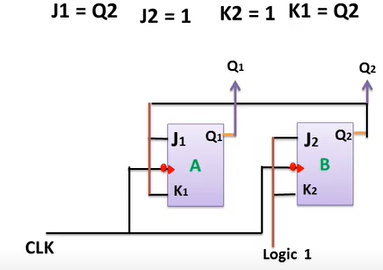 J1 = Q2 J2 = 1 K2 = 1 K1 = Q2
Q1 Q2
J1 Q1 J2 Q2
A B
K1 K2
CLK Logic 1